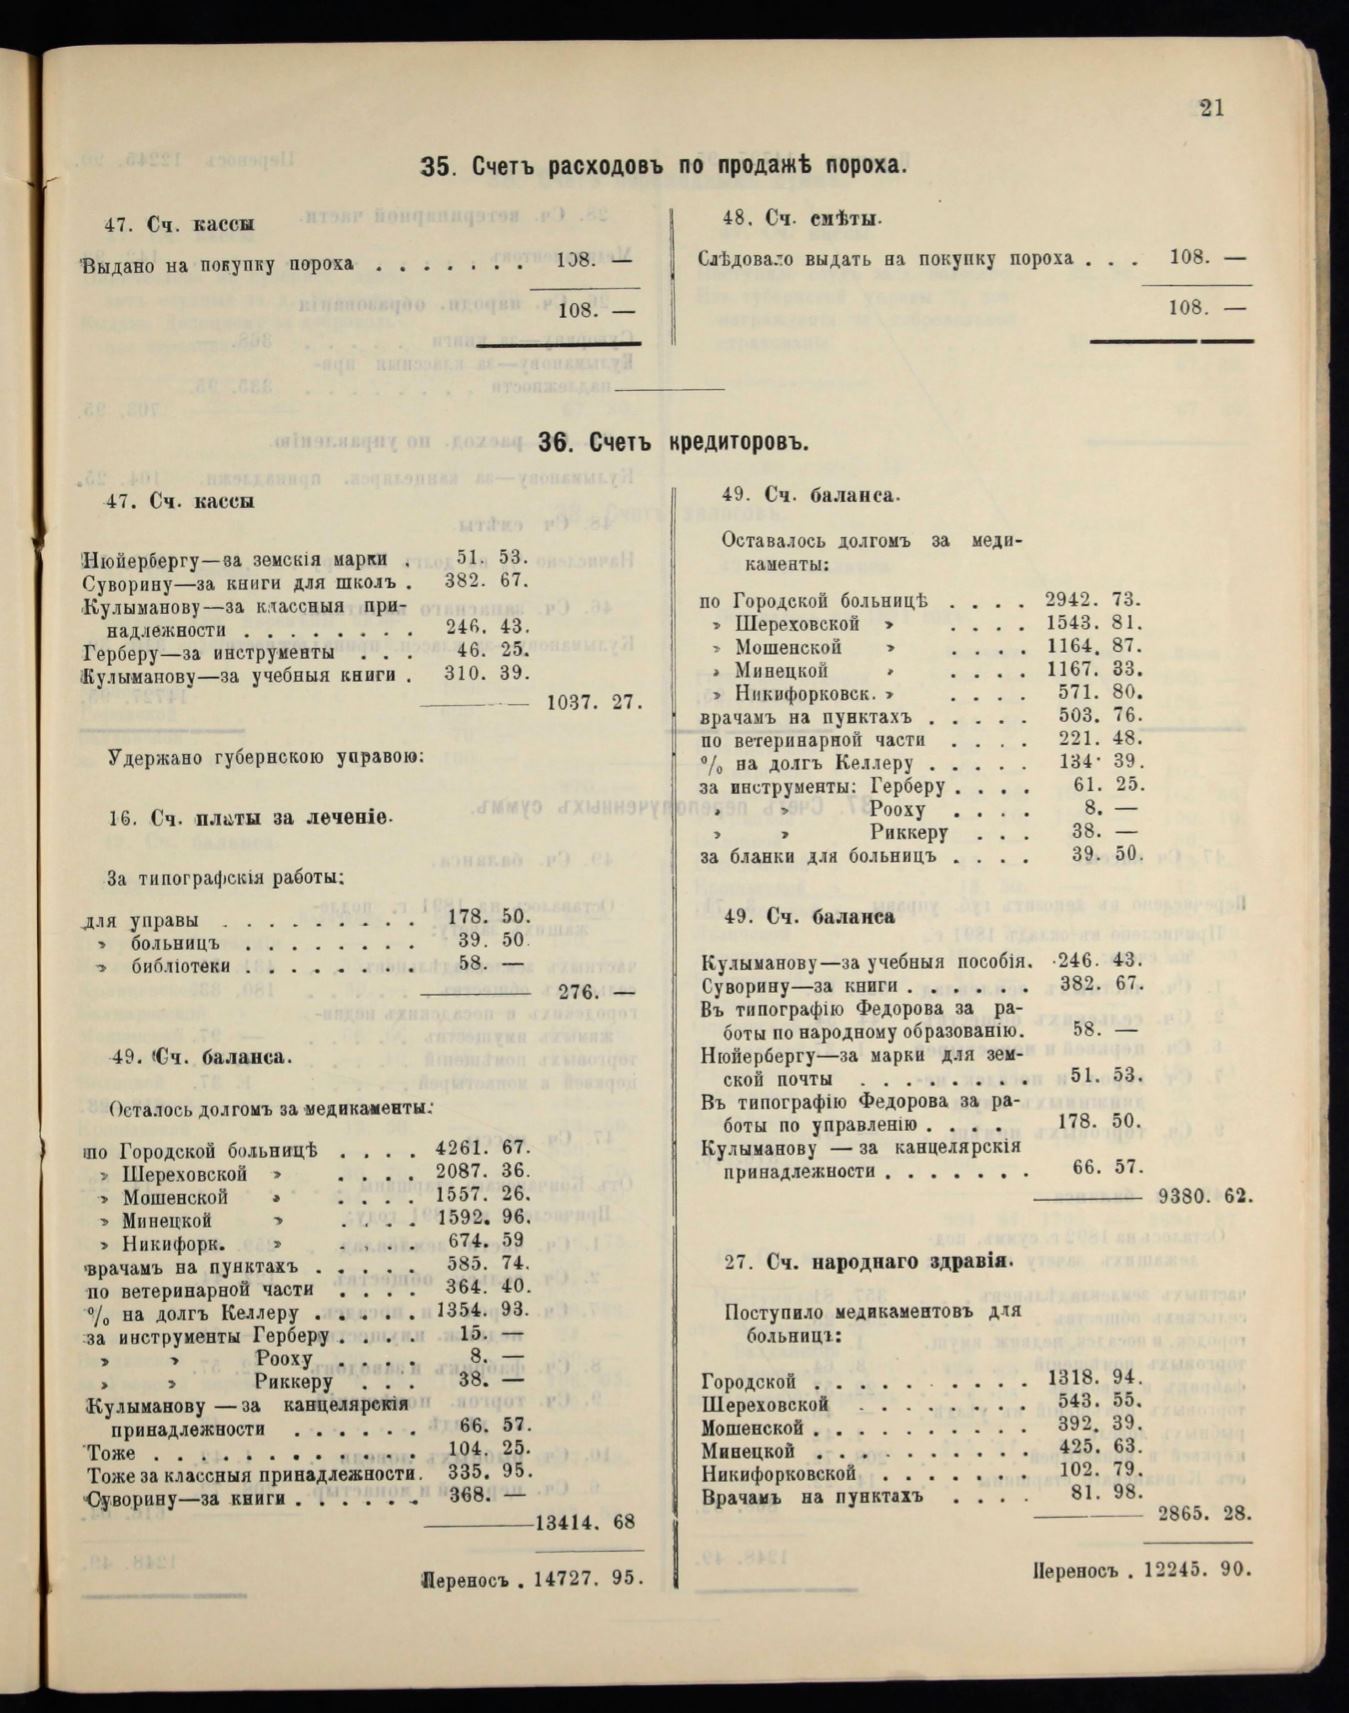 21
35. Счетъ расходовъ по продажѣ пороха.
47. Сч. кассы
Выдано на покупку пороха . . . . . . . 108. —
108. —
48. Сч. смѣты.
Слѣдовало выдать на покупку пороха . . . 108. —
108. —
36. Счетъ кредиторовъ.
47. Сч. кассы
Нюйербергу—за земскія марки . 51. 53.
Суворину—за книги для школъ . 382. 67.
Кулыманову—за классныя при-
надлежности . . . . . . . . 246. 43.
Герберу—за инструменты . . . 46. 25.
Кулыманову—за учебныя книги . 310. 39.
1037. 27.
Удержано губернскою управою:
16. Сч. платы за леченіе.
За типографскія работы:
для управы . . . . . . . . . 178. 50.
» больницъ . . . . . . . . 39. 50.
» библіотеки . . . . . . . . 58. —
276. —
49. Сч. баланса.
Осталось долгомъ за медикаменты:
по Городской больницѣ . . . . 4261. 67.
» Шереховской » . . . . 2087. 36.
» Мошенской » . . . . 1557. 26.
» Минецкой » . . . . 1592. 96.
» Никифорк. » . . . . 674. 59
врачамъ на пунктахъ . . . . . 585. 74.
по ветеринарной части . . . . 364. 40.
% на долгъ Келлеру . . . . . 1354. 93.
за инструменты Герберу . . . . 15. —
» » Рооху . . . . 8. —
» » Риккеру . . . 38. —
Кулыманову — за канцелярскія
принадлежности . . . . . . 66. 57.
Тоже . . . . . . . . . . . 104. 25.
Тоже за классныя принадлежности. 335. 95.
Суворину—за книги . . . . . . 368. —
13414. 68
Переносъ . 14727. 95.
49. Сч. баланса.
Оставалось долгомъ за меди-
каменты:
по Городской больницѣ . . . . 2942. 73.
» Шереховской » . . . . 1543. 81.
» Мошенской » . . . . 1164. 87.
» Минецкой » . . . . 1167. 33.
» Никифорковск. » . . . . 571. 80.
врачамъ на пунктахъ . . . . . 503. 76.
по ветеринарной части . . . . 221. 48.
% на долгъ Келлеру . . . . . 134. 39.
за инструменты: Герберу . . . . 61. 25.
» » Рооху . . . . 8. —
» » Риккеру . . . 38. —
за бланки для больницъ . . . . 39. 50.
49. Сч. баланса
Кулыманову—за учебныя пособія. 246. 43.
Суворину—за книги . . . . . . 382. 67.
Въ типографію Федорова за ра-
боты по народному образованію. 58. —
Нюйербергу—за марки для зем-
ской почты . . . . . . . . 51. 53.
Въ типографію Федорова за ра-
боты по управленію . . . . 178. 50.
Кулыманову — за канцелярскія
принадлежности . . . . . . . 66. 57.
9380. 62.
27. Сч. народнаго здравія.
Поступило медикаментовъ для
больницъ:
Городской . . . . . . . . . . 1318. 94.
Шереховской . . . . . . . . 543. 55.
Мошенской . . . . . . . . . . 392. 39.
Минецкой . . . . . . . . . . 425. 63.
Никифорковской . . . . . . . 102. 79.
Врачамъ на пунктахъ . . . . 81. 98.
2865. 28.
Переносъ . 12245. 90.